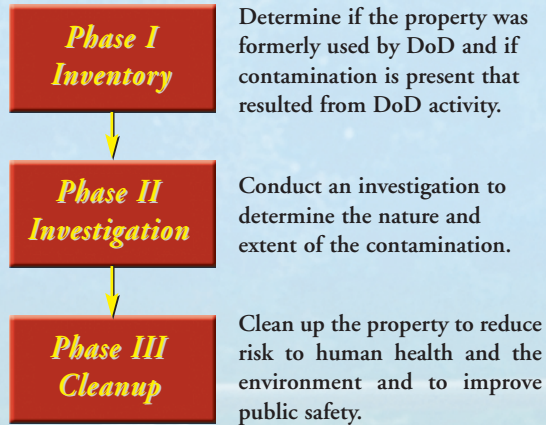 Phase I
Inventory
Determine if the property was
formerly used by DoD and if
contamination is present that
resulted from DoD activity.
Phase II
Investigation
Conduct an investigation to
determine the nature and
extent of the contamination.
Phase III
Cleanup
Clean up the property to reduce
risk to human health and the
environment and to improve
public safety.